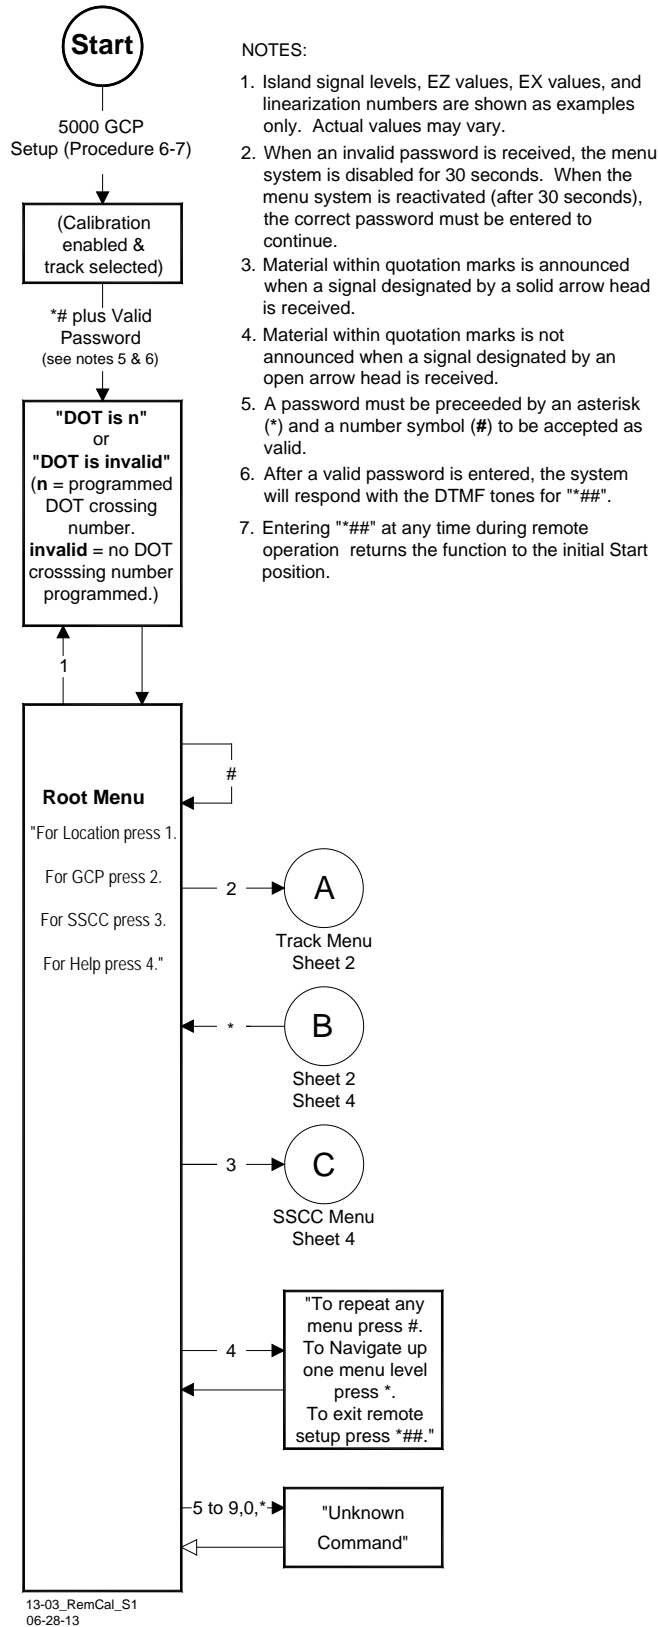 Start
5000 GCP
Setup (Procedure 6-7)
(Calibration
enabled &
track selected)
*# plus Valid
Password
(see notes 5 & 6)
"DOT is n"
or
"DOT is invalid"
(n = programmed
DOT crossing
number.
invalid = no DOT
crosssing number
programmed.)
1
NOTES:
1. Island signal levels, EZ values, EX values, and
linearization numbers are shown as examples
only. Actual values may vary.
2. When an invalid password is received, the menu
system is disabled for 30 seconds. When the
menu system is reactivated (after 30 seconds),
the correct password must be entered to
continue.
3. Material within quotation marks is announced
when a signal designated by a solid arrow head
is received.
4. Material within quotation marks is not
announced when a signal designated by an
open arrow head is received.
5. A password must be preceeded by an asterisk
(*) and a number symbol (#) to be accepted as
valid.
6. After a valid password is entered, the system
will respond with the DTMF tones for "*##".
7. Entering "*##" at any time during remote
operation returns the function to the initial Start
position.
#
Root Menu
"For Location press 1.
For GCP press 2.
For SSCC press 3.
For Help press 4."
2
A
Track Menu
Sheet 2
*
B
Sheet 2
Sheet 4
3
C
SSCC Menu
Sheet 4
4
"To repeat any
menu press #.
To Navigate up
one menu level
press *.
To exit remote
setup press *##."
5 to 9,0,*
"Unknown
Command"
13-03_RemCal_S1
06-28-13